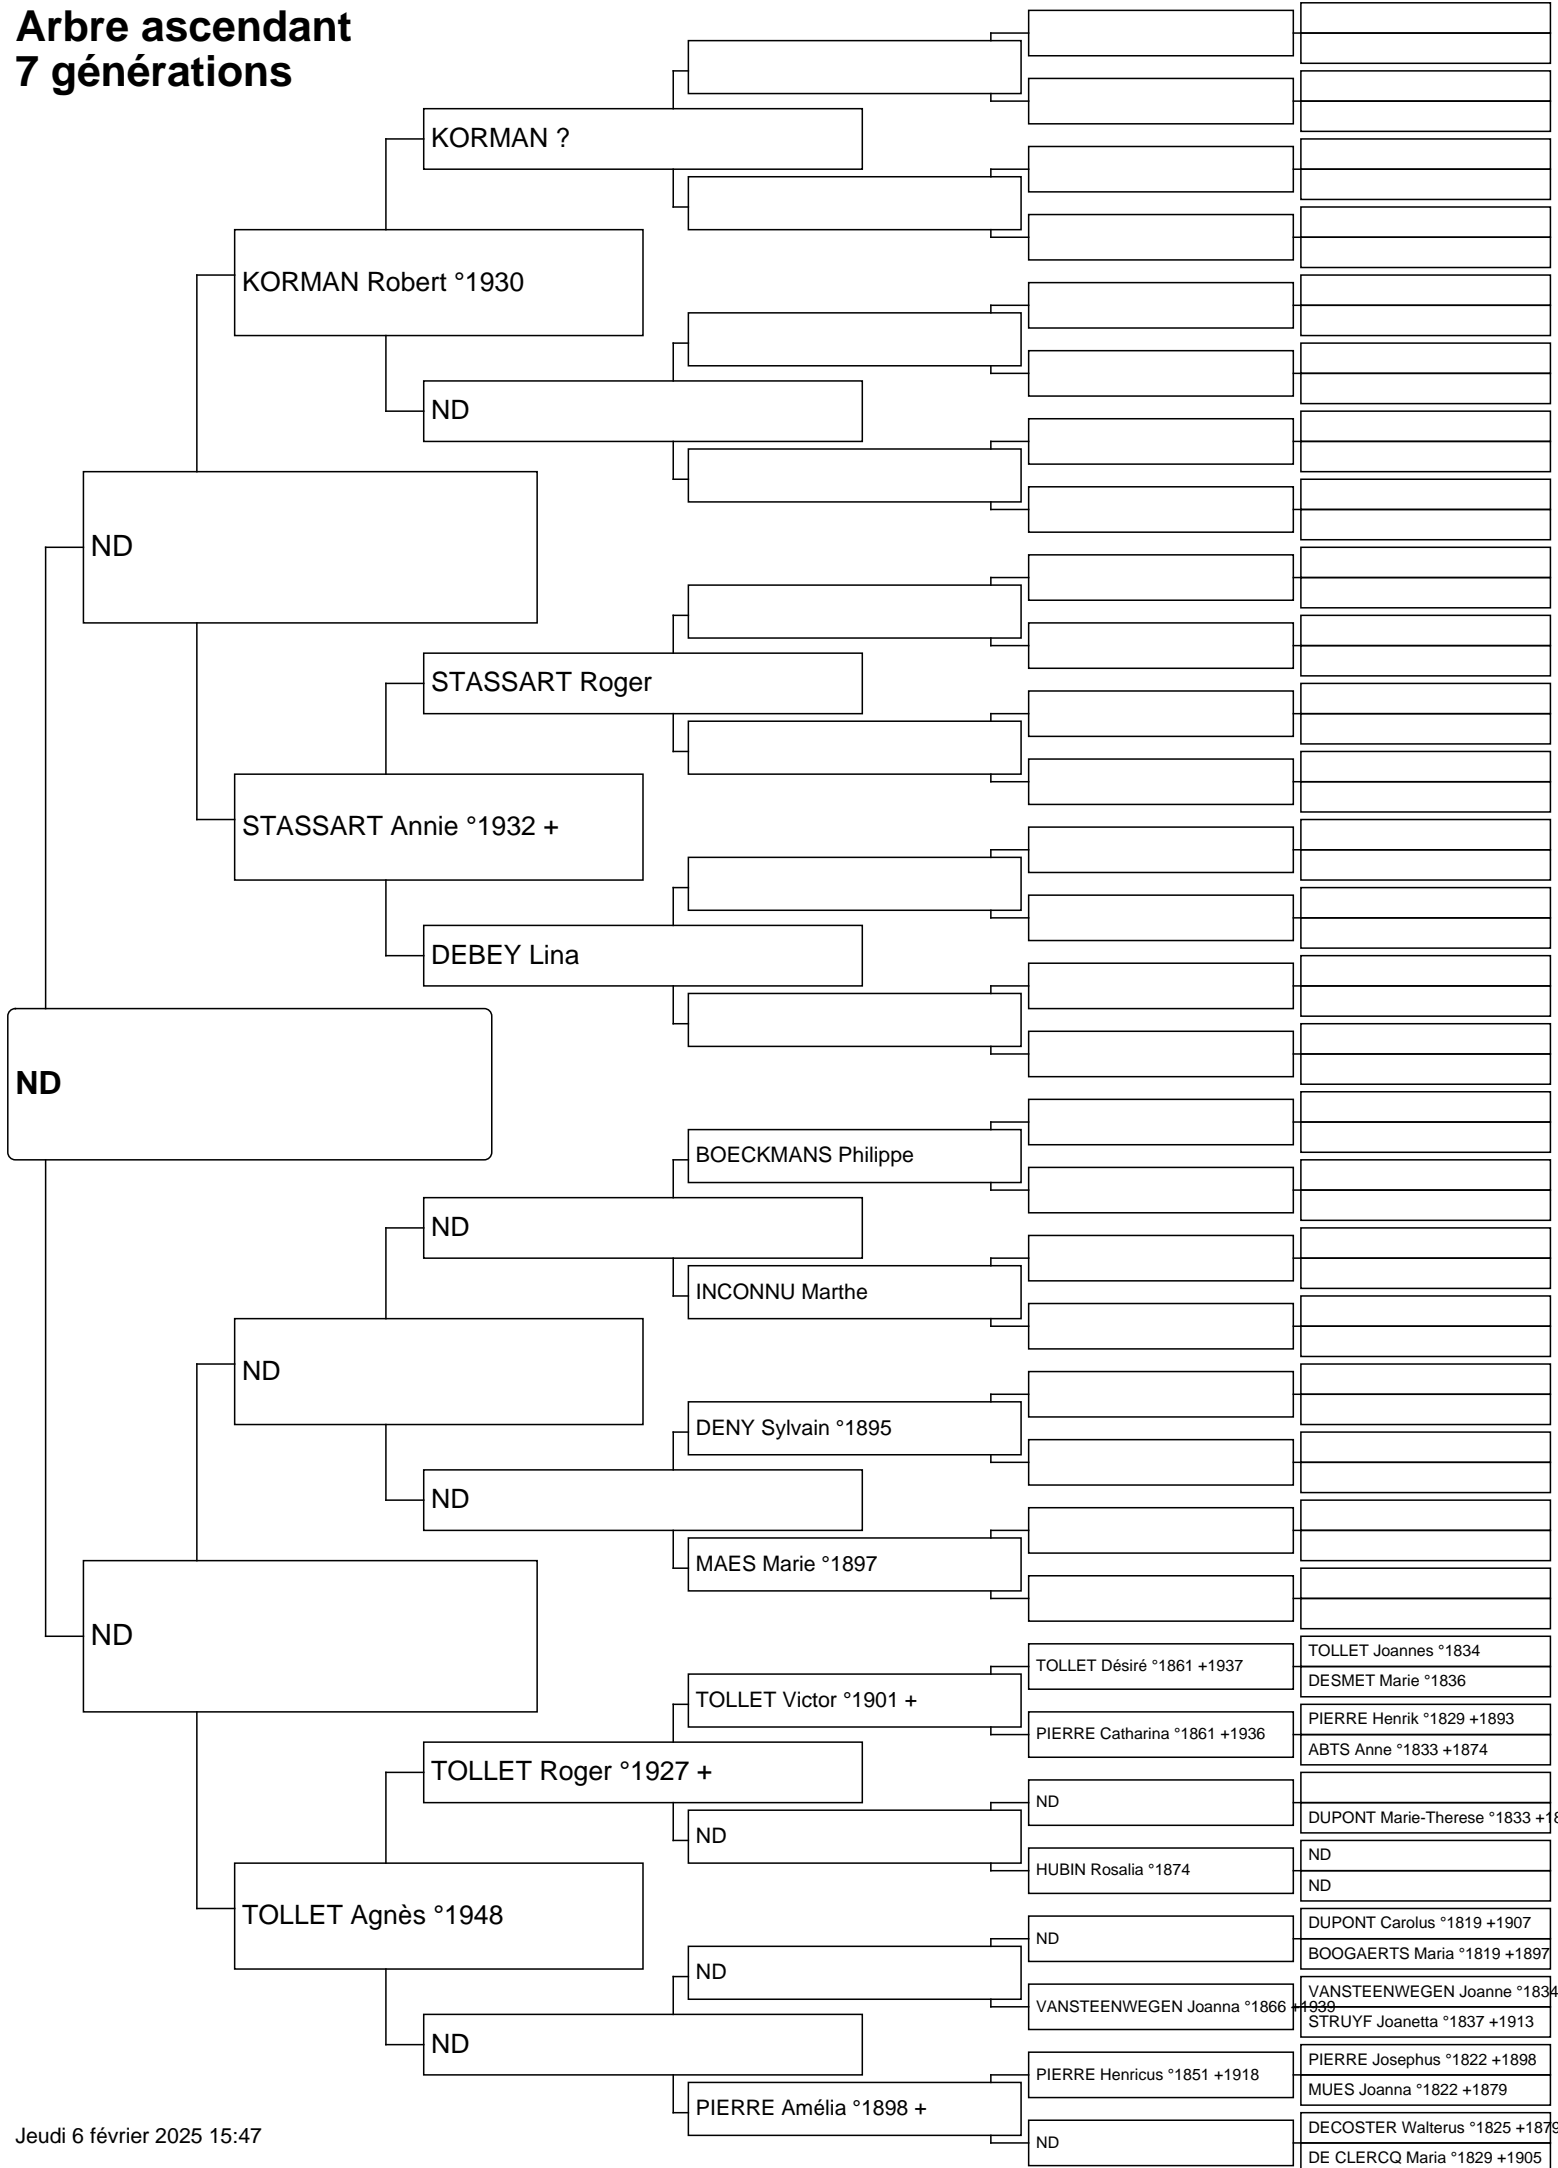 Arbre ascendant
7 générations
KORMAN ?
KORMAN Robert °1930
ND
ND
STASSART Roger
STASSART Annie °1932 +
DEBEY Lina
ND
BOECKMANS Philippe
ND
INCONNU Marthe
ND
DENY Sylvain °1895
ND
MAES Marie °1897
ND
TOLLET Joannes °1834
TOLLET Désiré °1861 +1937
DESMET Marie °1836
TOLLET Victor °1901 +
PIERRE Henrik °1829 +1893
PIERRE Catharina °1861 +1936
ABTS Anne °1833 +1874
TOLLET Roger °1927 +
ND
DUPONT Marie-Therese °1833 +18
ND
ND
HUBIN Rosalia °1874
ND
TOLLET Agnès °1948
DUPONT Carolus °1819 +1907
ND
BOOGAERTS Maria °1819 +1897
ND
VANSTEENWEGEN Joanne °1834
VANSTEENWEGEN Joanna °1866 +1939
STRUYF Joanetta °1837 +1913
ND
PIERRE Josephus °1822 +1898
PIERRE Henricus °1851 +1918
MUES Joanna °1822 +1879
PIERRE Amélia °1898 +
DECOSTER Walterus °1825 +1879
ND
DE CLERCQ Maria °1829 +1905
Jeudi 6 février 2025 15:47